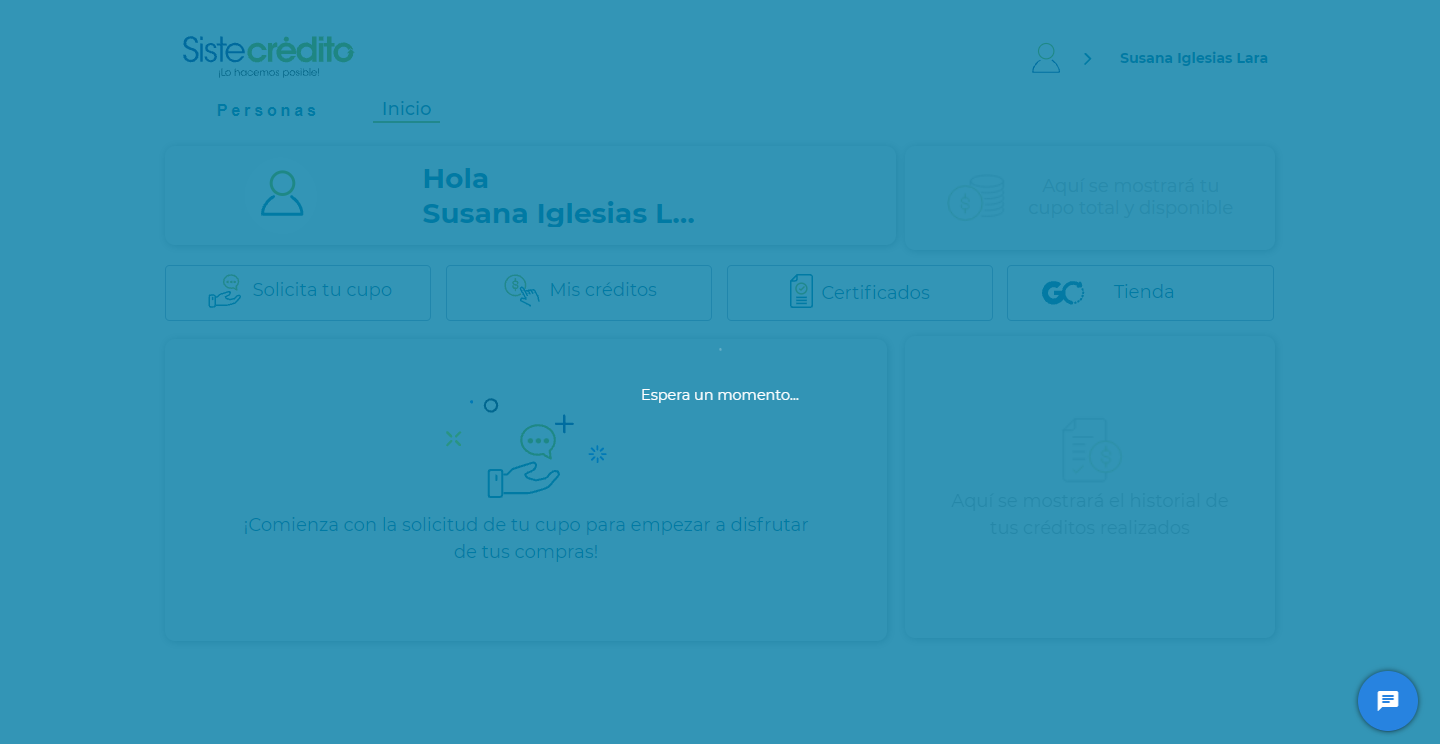 Sistecrédito
¡Lo hacemos posible!
Susana Iglesias Lara
Personas
Inicio
Hola
Susana Iglesias L...
Aquí se mostrará tu
cupo total y disponible
Solicita tu cupo
Mis créditos
Certificados
GC
Tienda
Espera un momento...
¡Comienza con la solicitud de tu cupo para empezar a disfrutar
de tus compras!
Aquí se mostrará el historial de
tus créditos realizados